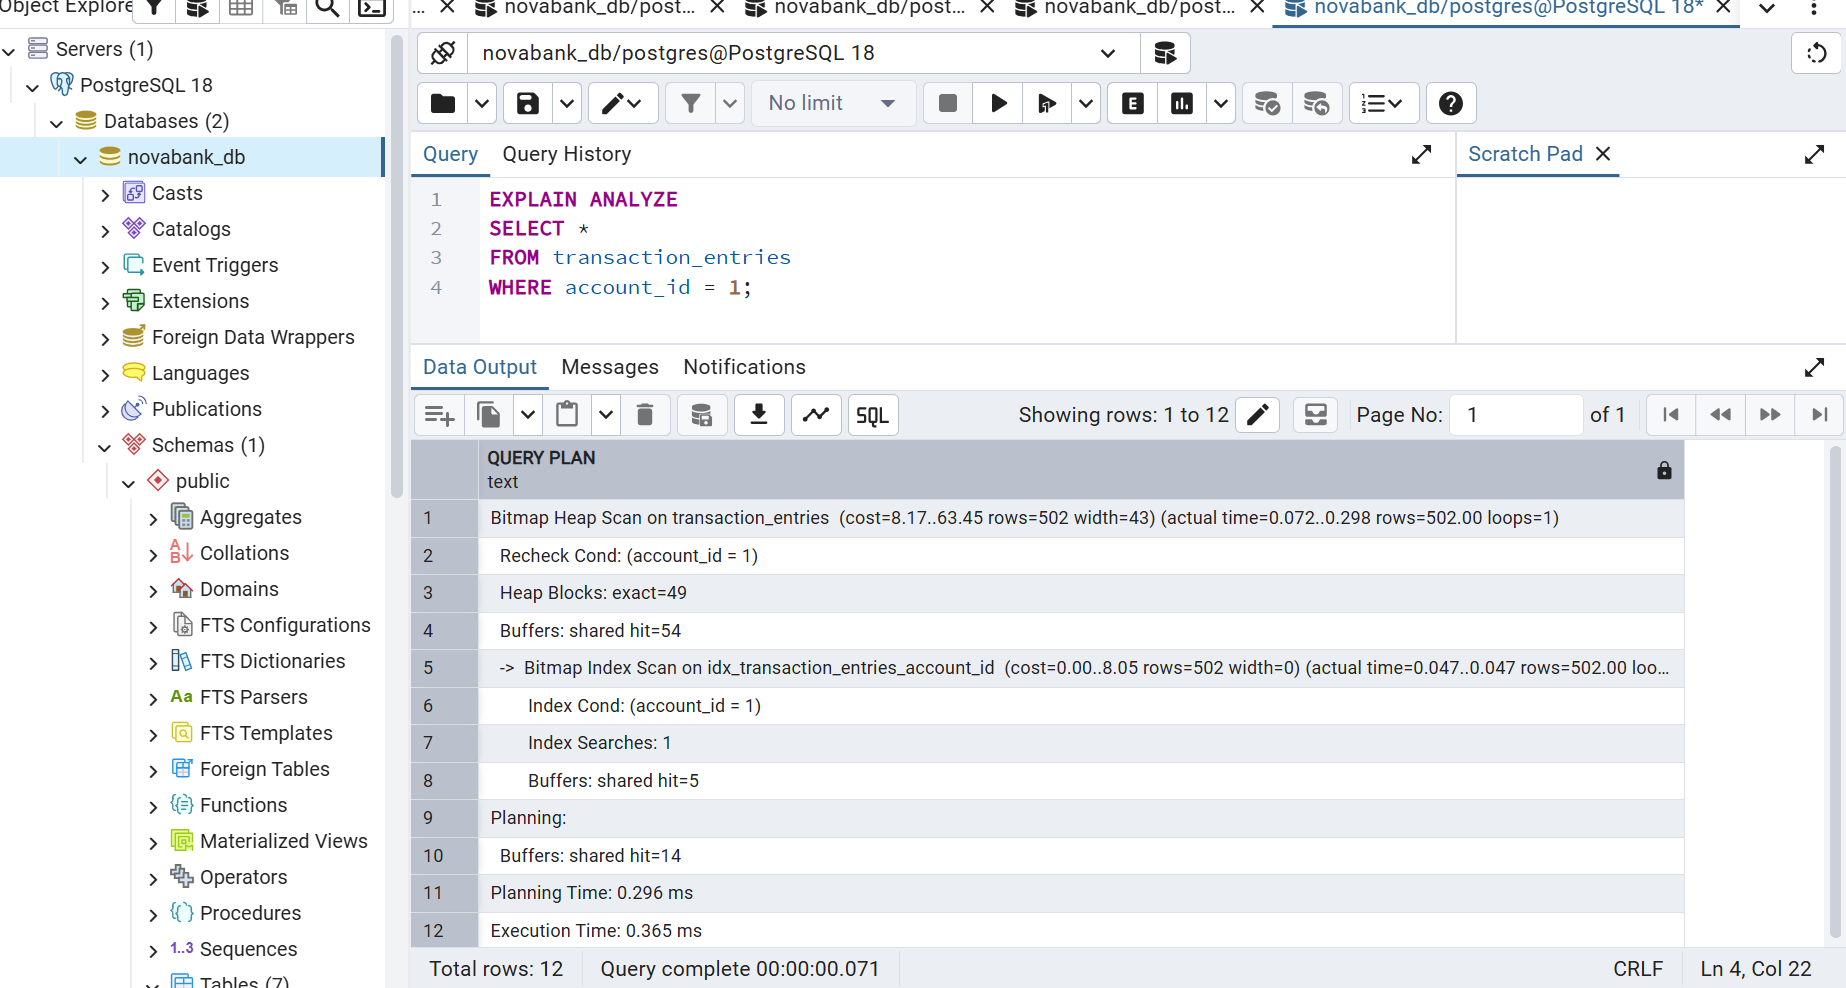 Object Explore
... novabank_db/post... novabank_db/post... novabank_db/post... novabank_db/postgres@PostgreSQL 18*
Servers (1)
PostgreSQL 18
Databases (2)
novabank_db
Casts
Catalogs
Event Triggers
Extensions
Foreign Data Wrappers
Languages
Publications
Schemas (1)
public
Aggregates
Collations
Domains
FTS Configurations
FTS Dictionaries
Aa FTS Parsers
FTS Templates
Foreign Tables
Functions
Materialized Views
Operators
Procedures
1..3 Sequences
Tables (7)
novabank_db/postgres@PostgreSQL 18
No limit
E
Query Query History
Scratch Pad
1 EXPLAIN ANALYZE
2 SELECT *
3 FROM transaction_entries
4 WHERE account_id = 1;
Data Output Messages Notifications
SQL Showing rows: 1 to 12 Page No: 1 of 1
QUERY PLAN
text
1 Bitmap Heap Scan on transaction_entries (cost=8.17..63.45 rows=502 width=43) (actual time=0.072..0.298 rows=502.00 loops=1)
2 Recheck Cond: (account_id = 1)
3 Heap Blocks: exact=49
4 Buffers: shared hit=54
5 -> Bitmap Index Scan on idx_transaction_entries_account_id (cost=0.00..8.05 rows=502 width=0) (actual time=0.047..0.047 rows=502.00 loo...
6 Index Cond: (account_id = 1)
7 Index Searches: 1
8 Buffers: shared hit=5
9 Planning:
10 Buffers: shared hit=14
11 Planning Time: 0.296 ms
12 Execution Time: 0.365 ms
Total rows: 12 Query complete 00:00:00.071 CRLF Ln 4, Col 22